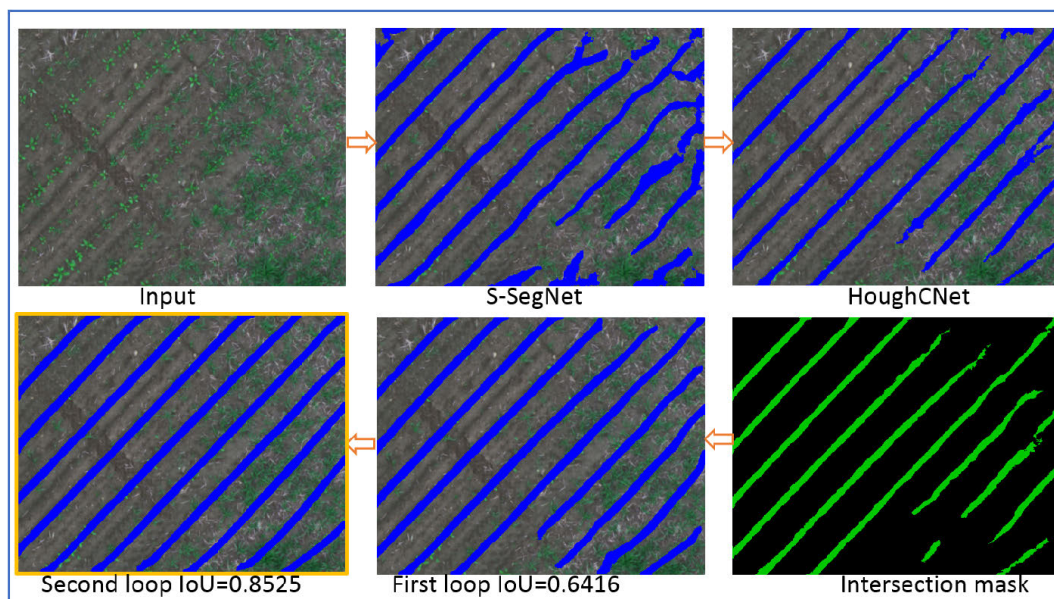 Input
S-SegNet
HoughCNet
Second loop IoU=0.8525
First loop IoU=0.6416
Intersection mask